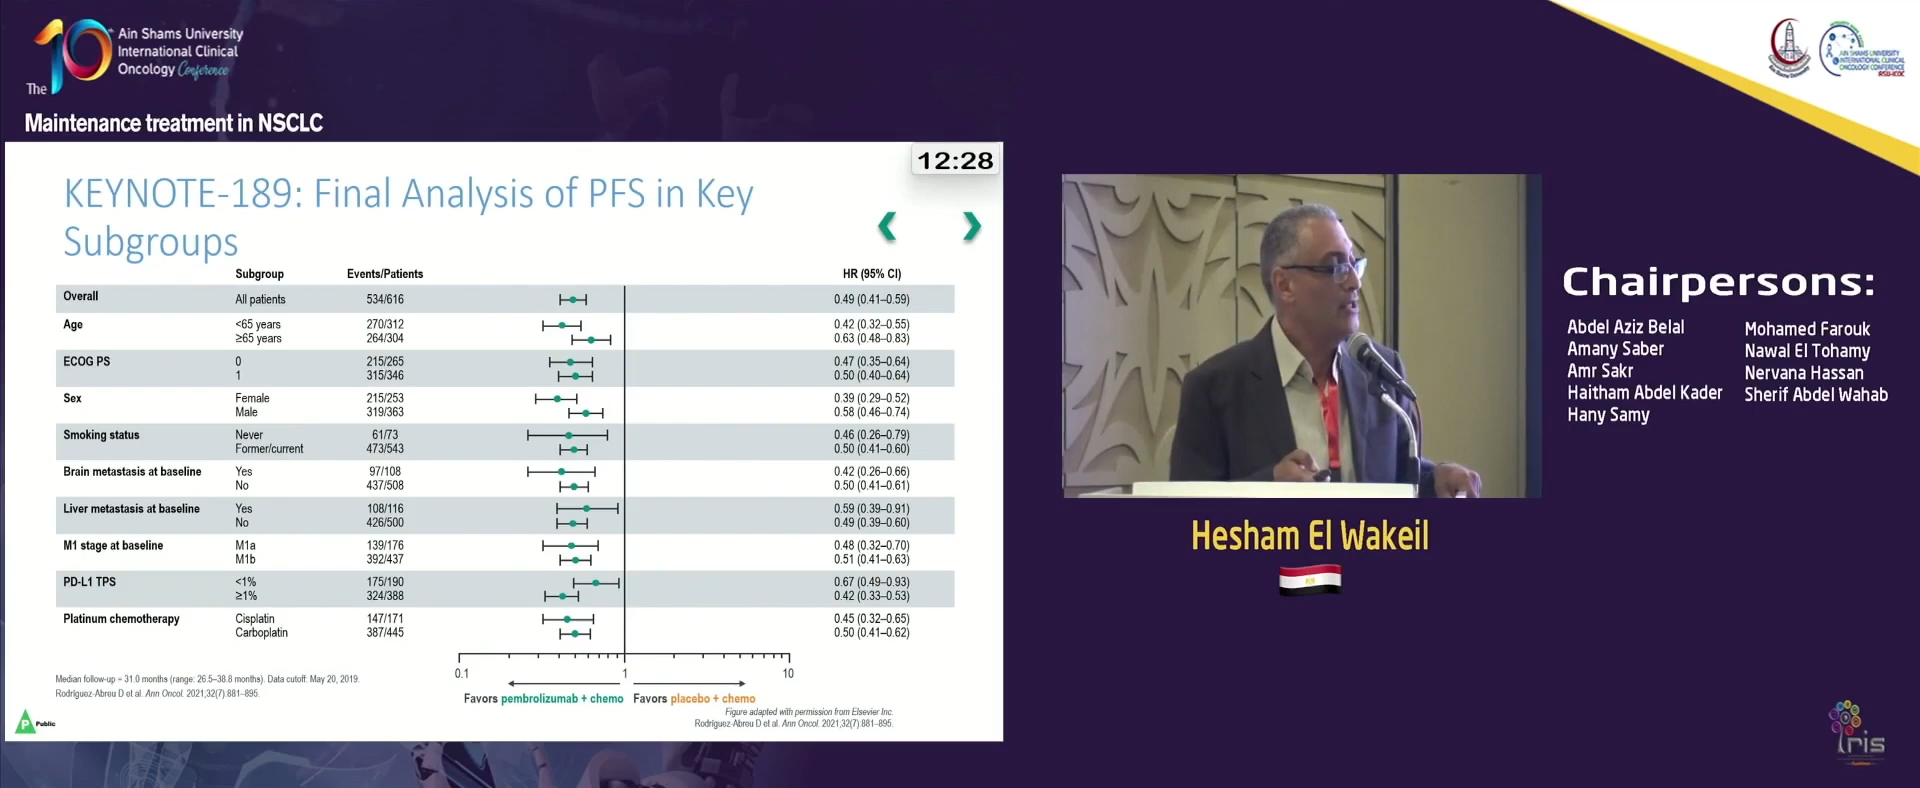 The 10
Ain Shams University
International Clinical
Oncology Conference
Maintenance treatment in NSCLC
12:28
KEYNOTE-189: Final Analysis of PFS in Key
Subgroups
Subgroup Events/Patients HR (95% CI)
Overall All patients 534/616 0.49 (0.41–0.59)
Age <65 years 270/312 0.42 (0.32–0.55)
≥65 years 264/304 0.63 (0.48–0.83)
ECOG PS 0 215/265 0.47 (0.35–0.64)
1 315/346 0.50 (0.40–0.64)
Sex Female 215/253 0.39 (0.29–0.52)
Male 319/363 0.58 (0.46–0.74)
Smoking status Never 61/73 0.46 (0.26–0.79)
Former/current 473/543 0.50 (0.41–0.60)
Brain metastasis at baseline Yes 97/108 0.42 (0.26–0.66)
No 437/508 0.50 (0.41–0.61)
Liver metastasis at baseline Yes 108/116 0.59 (0.39–0.91)
No 426/500 0.49 (0.39–0.60)
M1 stage at baseline M1a 139/176 0.48 (0.32–0.70)
M1b 392/437 0.51 (0.41–0.63)
PD-L1 TPS <1% 175/190 0.67 (0.49–0.93)
≥1% 324/388 0.42 (0.33–0.53)
Platinum chemotherapy Cisplatin 147/171 0.45 (0.32–0.65)
Carboplatin 387/445 0.50 (0.41–0.62)
0.1 1 10
Favors pembrolizumab + chemo Favors placebo + chemo
Median follow-up = 31.0 months (range: 26.5–38.8 months). Data cutoff: May 20, 2019.
Rodríguez-Abreu D et al. Ann Oncol. 2021;32(7):881–895.
Figure adapted with permission from Elsevier Inc.
Rodríguez-Abreu D et al. Ann Oncol. 2021;32(7):881–895.
P Public
Hesham El Wakeil
Chairpersons:
Abdel Aziz Belal
Amany Saber
Amr Sakr
Haitham Abdel Kader
Hany Samy
Mohamed Farouk
Nawal El Tohamy
Nervana Hassan
Sherif Abdel Wahab
AIN SHAMS UNIVERSITY
INTERNATIONAL CLINICAL
ONCOLOGY CONFERENCE
Iris